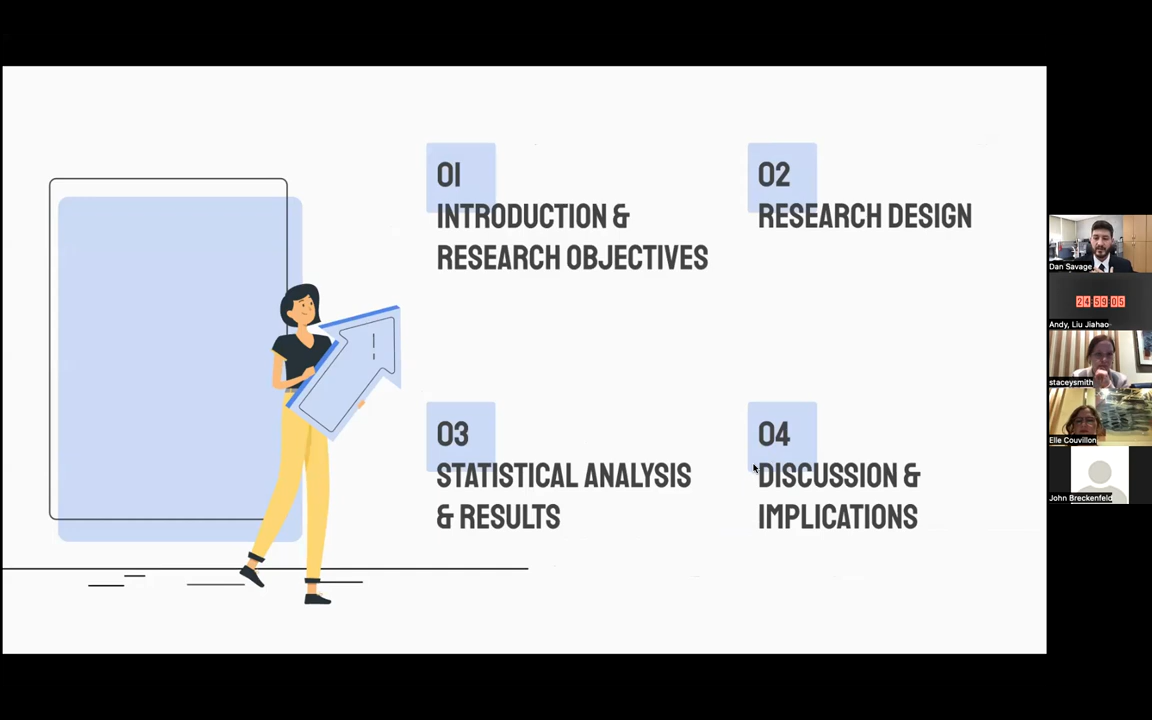 01
INTRODUCTION &
RESEARCH OBJECTIVES
02
RESEARCH DESIGN
03
STATISTICAL ANALYSIS
& RESULTS
04
DISCUSSION &
IMPLICATIONS
Dan Savage
24:59:05
Andy, Liu Jiahao
staceysmith
Elle Couvillon
John Breckenfeld